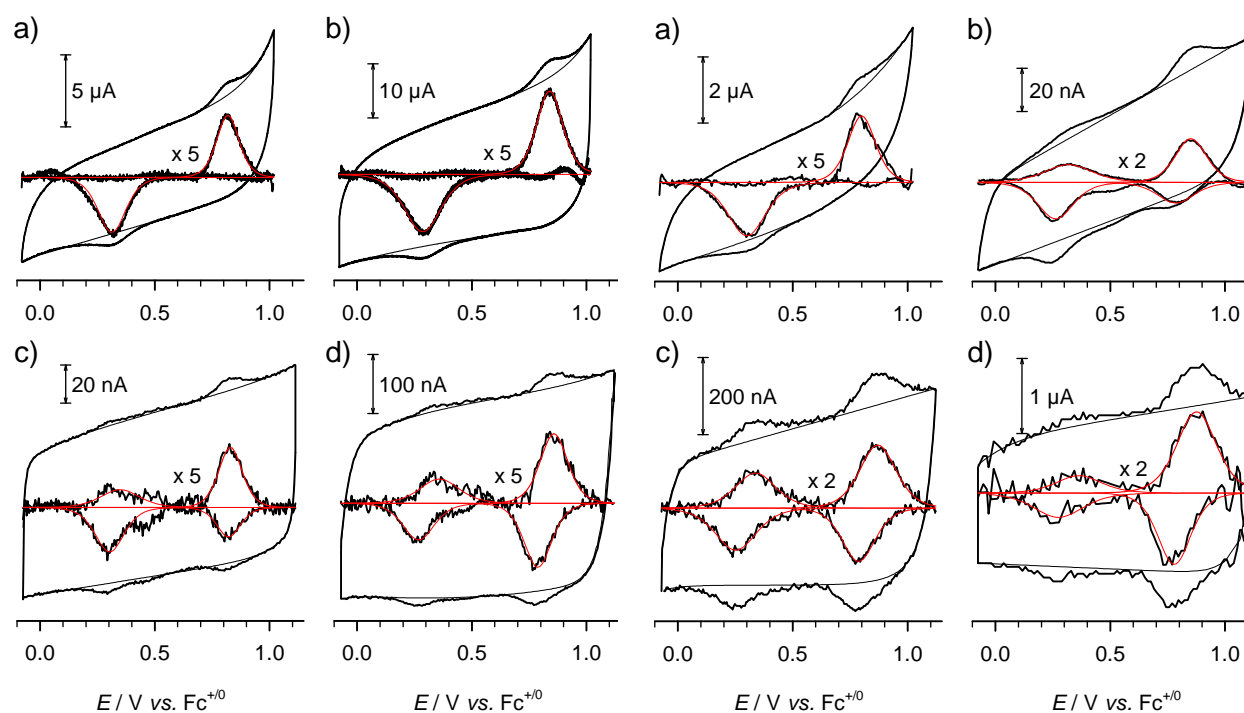 a) b) a) b)
5 µA 10 µA 2 µA 20 nA
x 5 x 5 x 5 x 2
0.0 0.5 1.0 0.0 0.5 1.0 0.0 0.5 1.0 0.0 0.5 1.0
c) d) c) d)
20 nA 100 nA 200 nA 1 µA
x 5 x 5 x 2 x 2
0.0 0.5 1.0 0.0 0.5 1.0 0.0 0.5 1.0 0.0 0.5 1.0
E / V vs. Fc+/0 E / V vs. Fc+/0 E / V vs. Fc+/0 E / V vs. Fc+/0